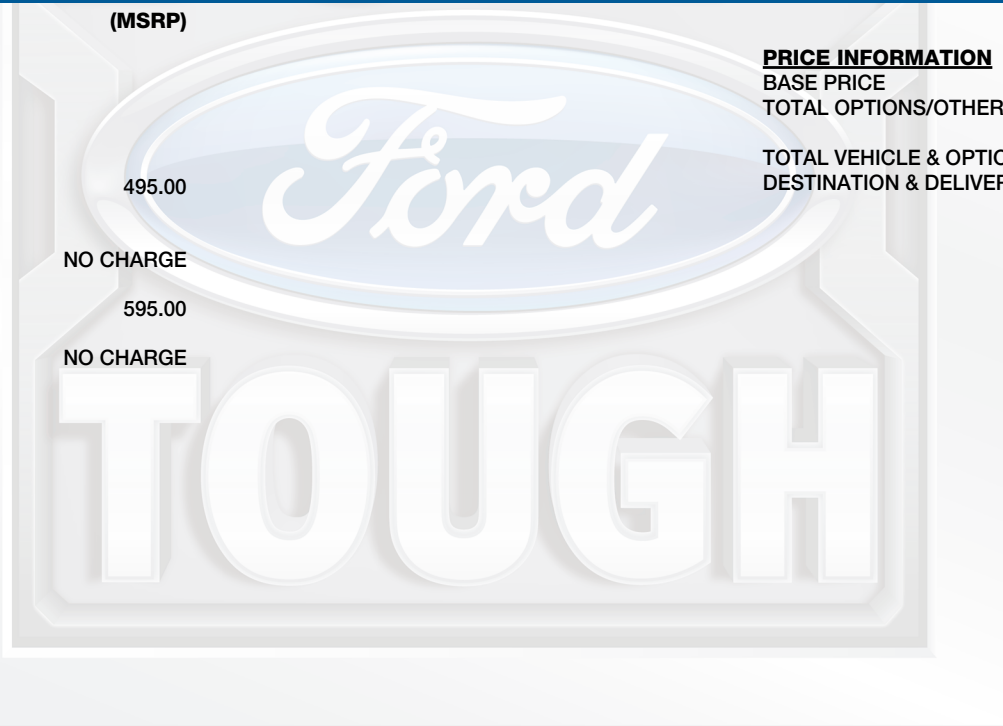 (MSRP)
495.00
NO CHARGE
595.00
NO CHARGE
PRICE INFORMATION
BASE PRICE
TOTAL OPTIONS/OTHER
TOTAL VEHICLE & OPTIO
DESTINATION & DELIVER
Ford
TOUGH